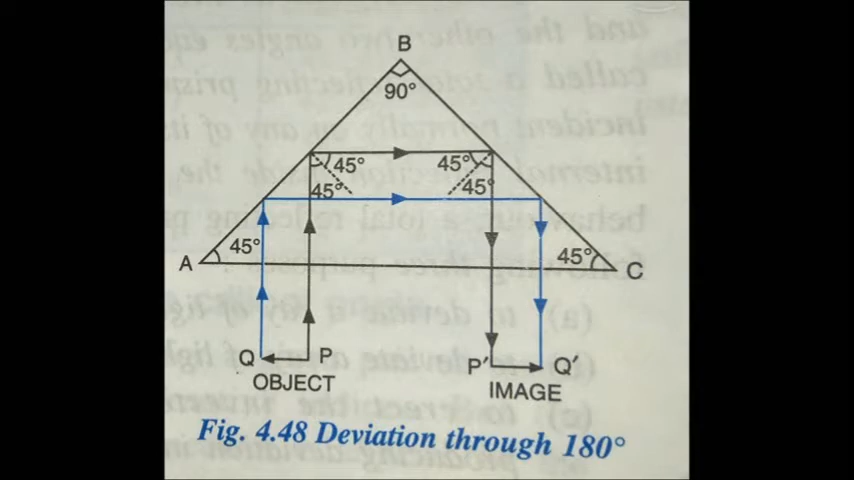 B
90°
45° 45°
45° 45°
A 45° 45° C
Q P P′ Q′
OBJECT IMAGE
Fig. 4.48 Deviation through 180°